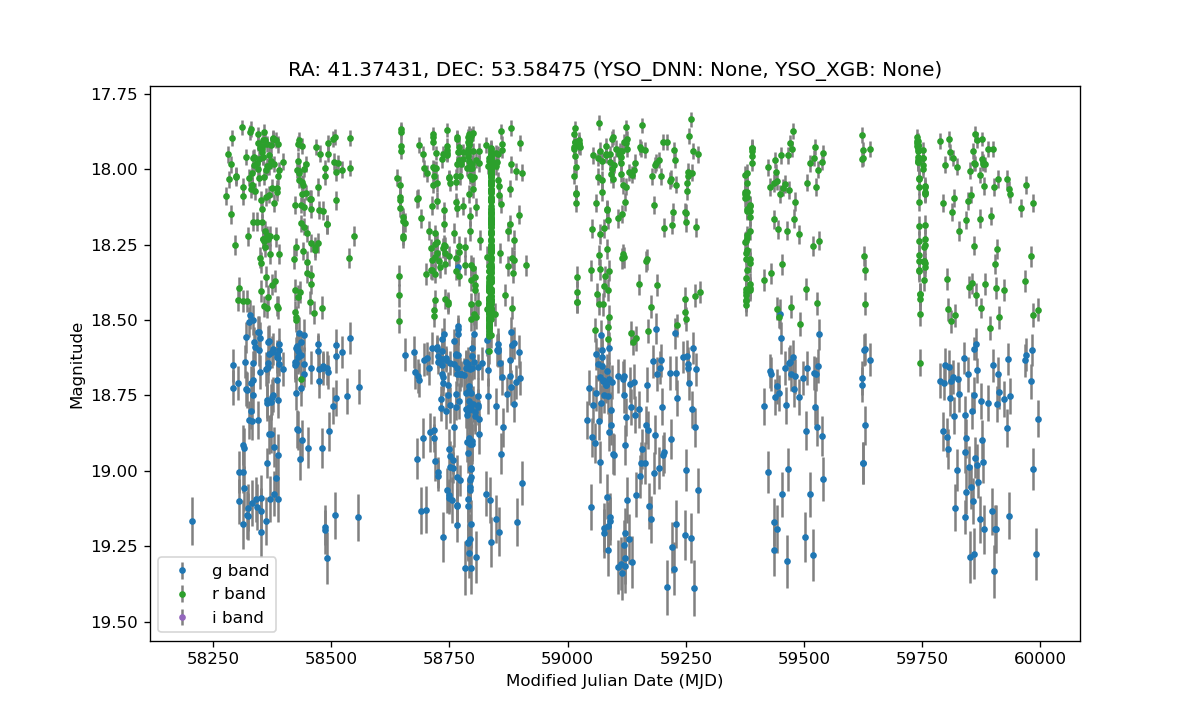 RA: 41.37431, DEC: 53.58475 (YSO_DNN: None, YSO_XGB: None)
17.75
18.00
18.25
18.50
18.75
19.00
19.25
19.50
Magnitude
g band
r band
i band
58250
58500
58750
59000
59250
59500
59750
60000
Modified Julian Date (MJD)